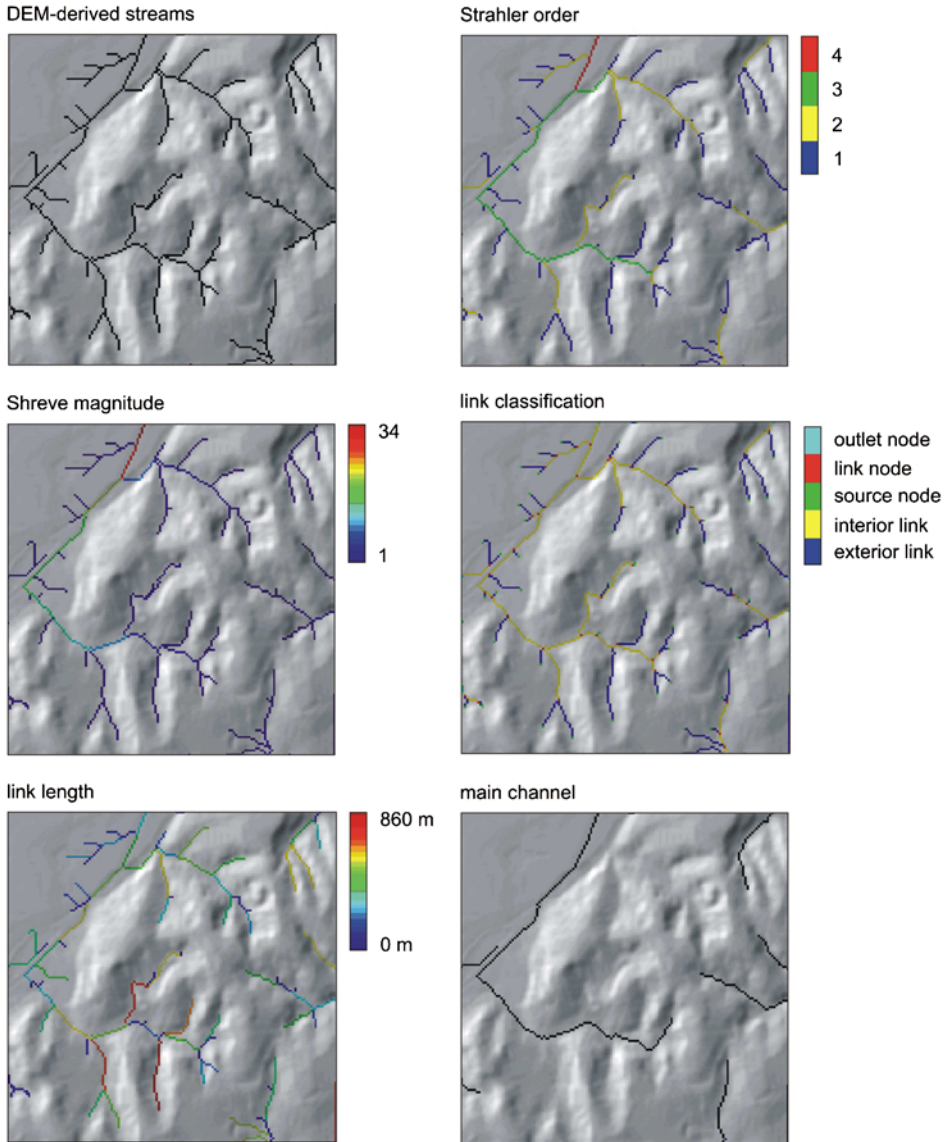 DEM-derived streams
Strahler order
4
3
2
1
Shreve magnitude
34
1
link classification
outlet node
link node
source node
interior link
exterior link
link length
860 m
0 m
main channel